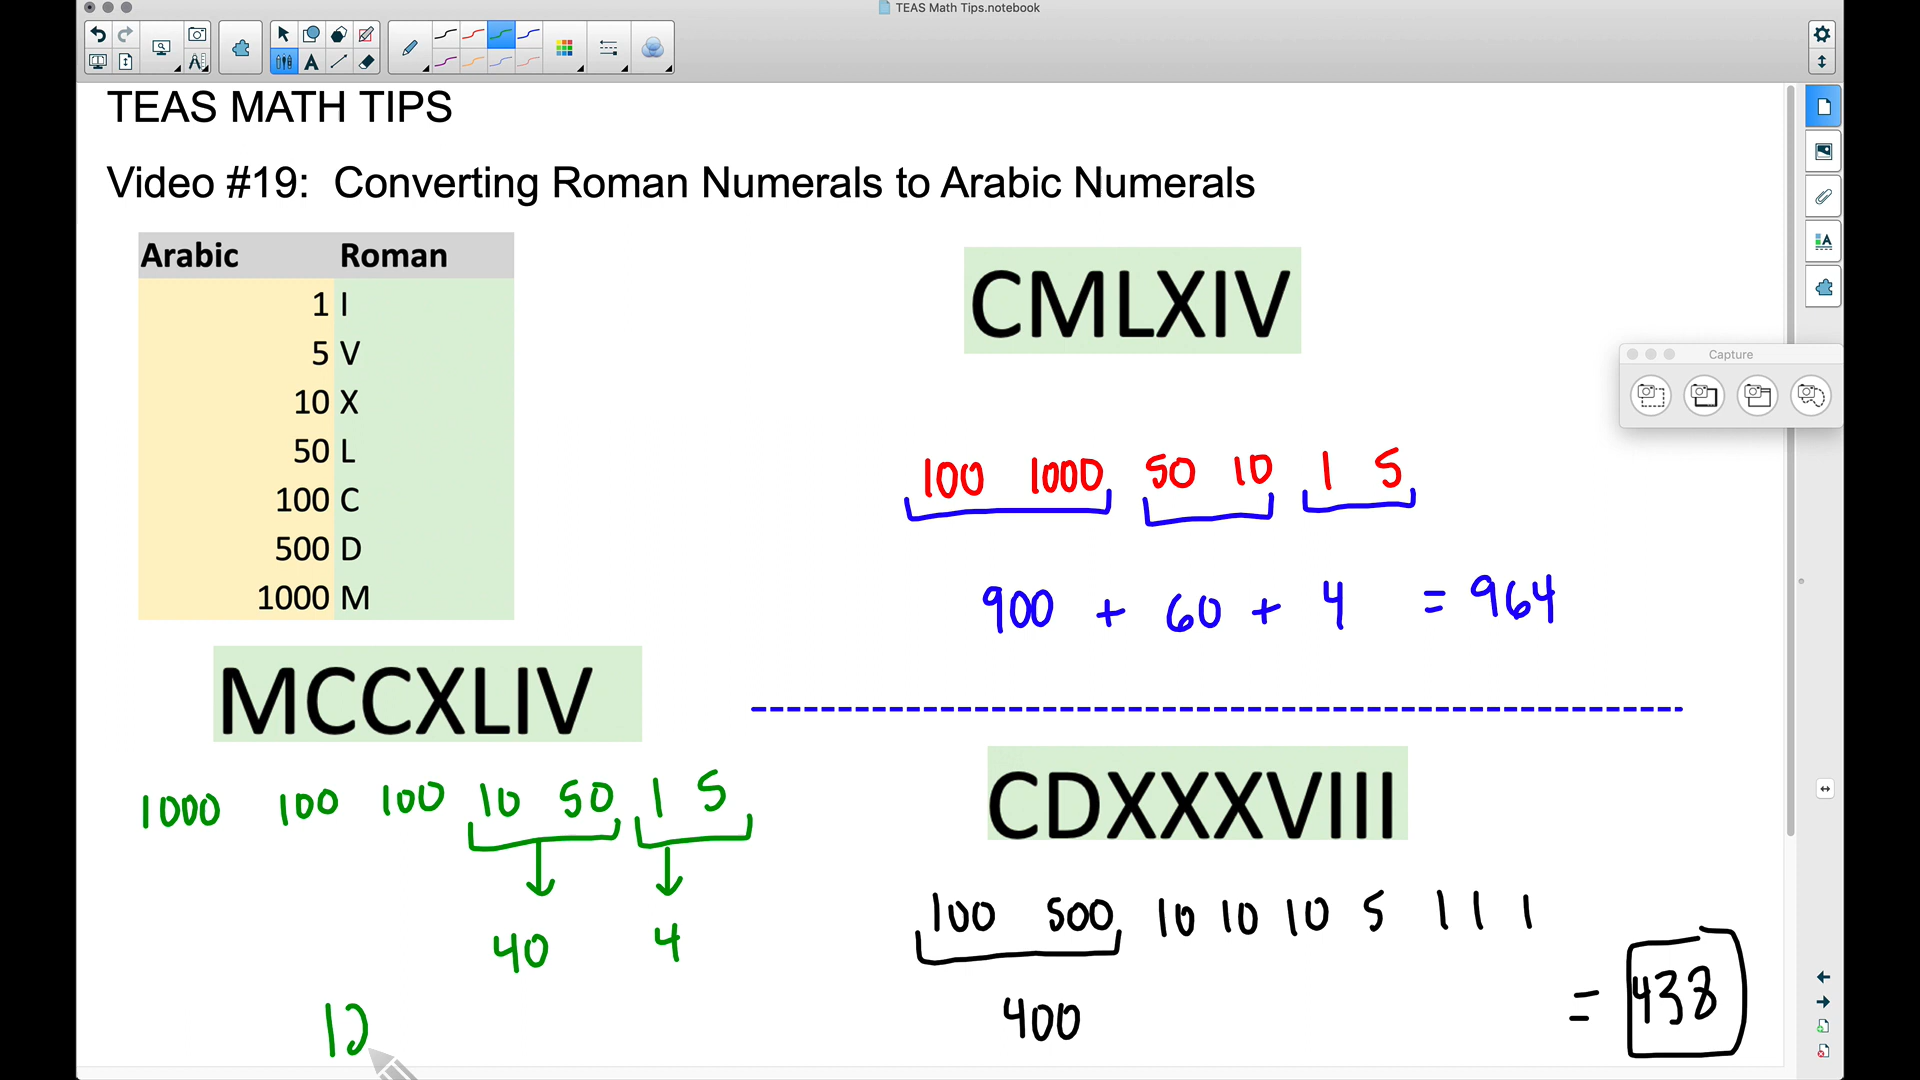 TEAS Math Tips.notebook
TEAS MATH TIPS
Video #19: Converting Roman Numerals to Arabic Numerals
Arabic Roman
1 I
5 V
10 X
50 L
100 C
500 D
1000 M
MCCXLIV
1000 100 100 10 50 1 5
40 4
12
CMLXIV
100 1000 50 10 1 5
900 + 60 + 4 = 964
CDXXXVIII
100 500 10 10 10 5 1 1 1
400
= 438
Capture